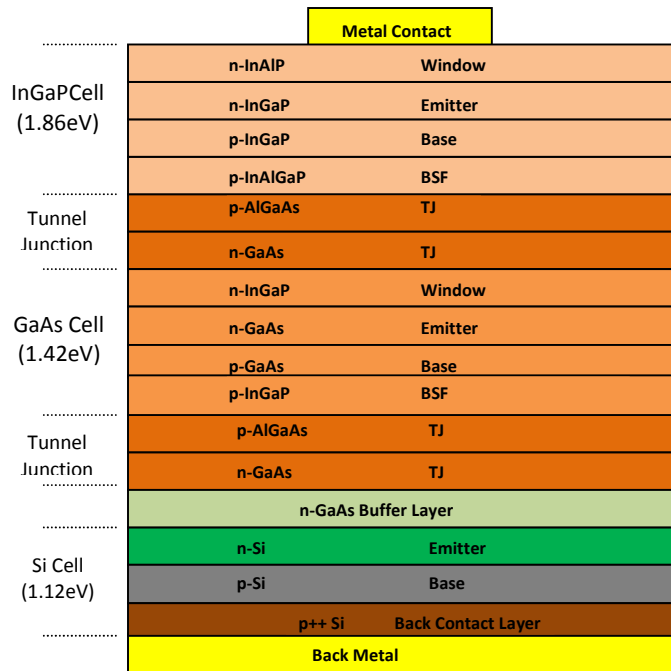 Metal Contact
n-InAlP Window
InGaPCell
(1.86eV)
n-InGaP Emitter
p-InGaP Base
p-InAlGaP BSF
Tunnel
Junction
p-AlGaAs TJ
n-GaAs TJ
GaAs Cell
(1.42eV)
n-InGaP Window
n-GaAs Emitter
p-GaAs Base
p-InGaP BSF
Tunnel
Junction
p-AlGaAs TJ
n-GaAs TJ
n-GaAs Buffer Layer
Si Cell
(1.12eV)
n-Si Emitter
p-Si Base
p++ Si Back Contact Layer
Back Metal